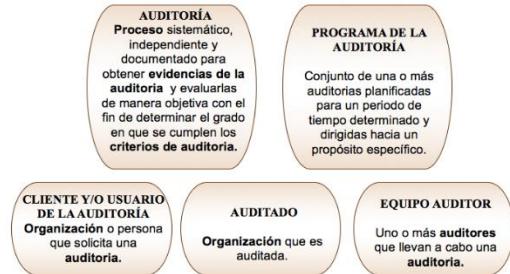 AUDITORÍA
Proceso sistemático,
independiente y
documentado para
obtener evidencias de la
auditoria y evaluarlas
de manera objetiva con el
fin de determinar el grado
en que se cumplen los
criterios de auditoria.
PROGRAMA DE LA
AUDITORÍA
Conjunto de una o más
auditorias planificadas
para un periodo de
tiempo determinado y
dirigidas hacia un
propósito específico.
CLIENTE Y/O USUARIO
DE LA AUDITORÍA
Organización o persona
que solicita una
auditoria.
AUDITADO
Organización que es
auditada.
EQUIPO AUDITOR
Uno o más auditores
que llevan a cabo una
auditoria.